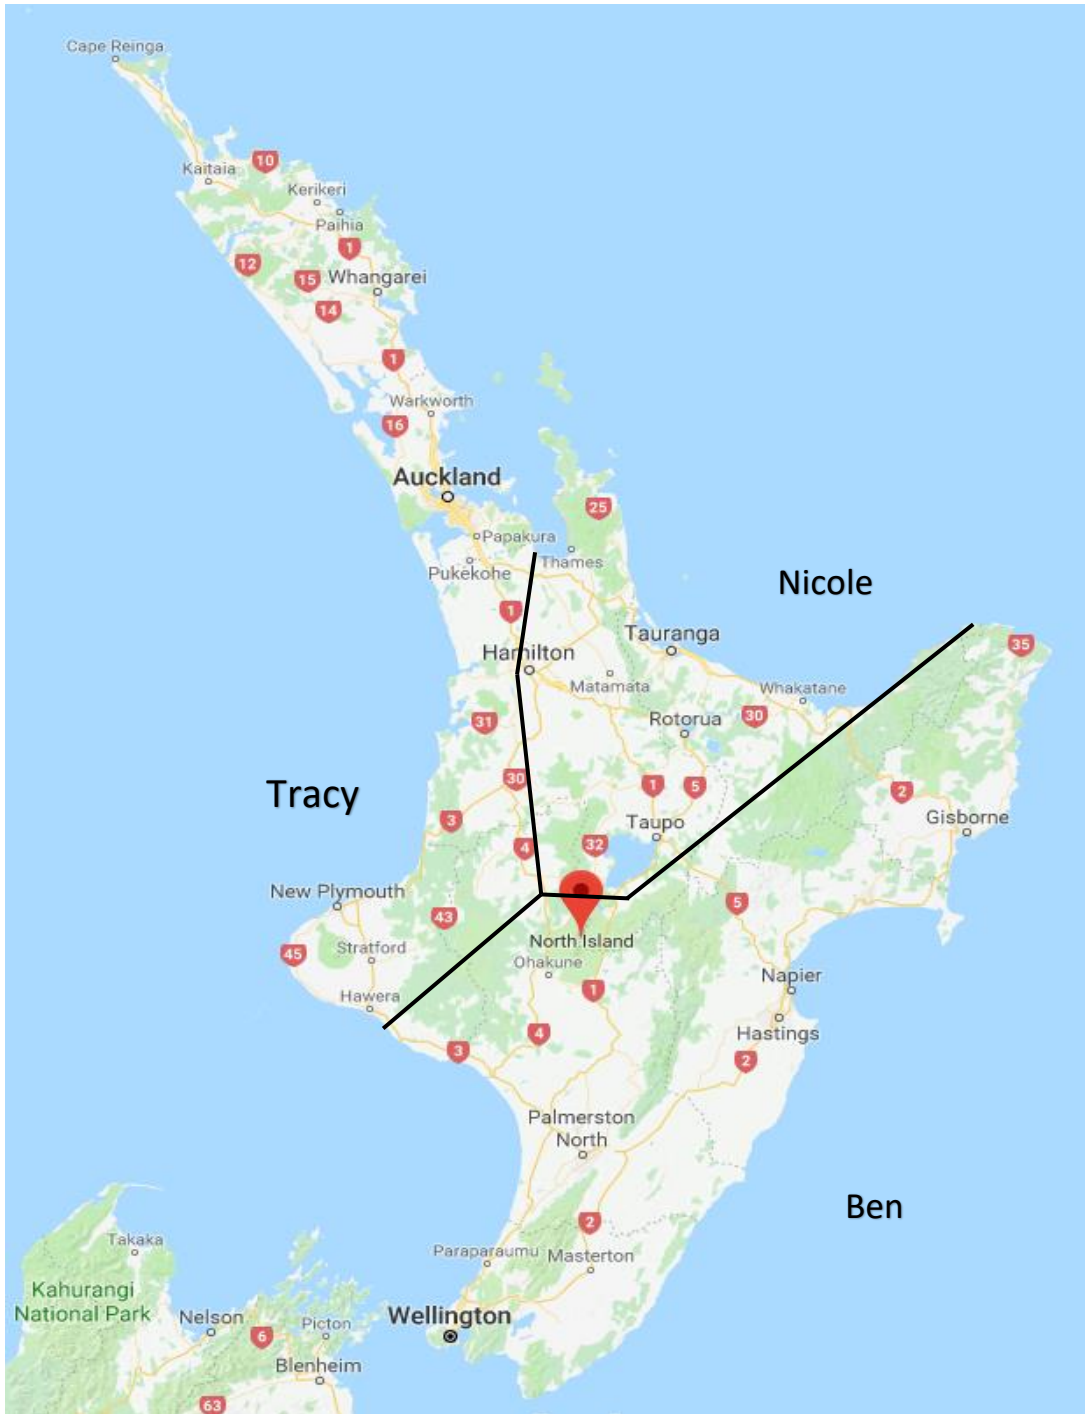 Cape Reinga
10
Kaitaia
Kerikeri
Paihia
1
12
15
Whangarei
14
1
Warkworth
16
Auckland
25
Papakura
Thames
Pukekohe
Nicole
1
Tauranga
35
Hamilton
Matamata
Whakatane
31
Rotorua
30
30
1
5
2
Tracy
3
Taupo
Gisborne
4
32
New Plymouth
43
5
Stratford
North Island
45
Ohakune
Napier
Hawera
1
4
Hastings
3
2
Palmerston
North
Ben
2
Takaka
Paraparaumu
Masterton
Kahurangi
National Park
Nelson
Picton
Wellington
6
Blenheim
63